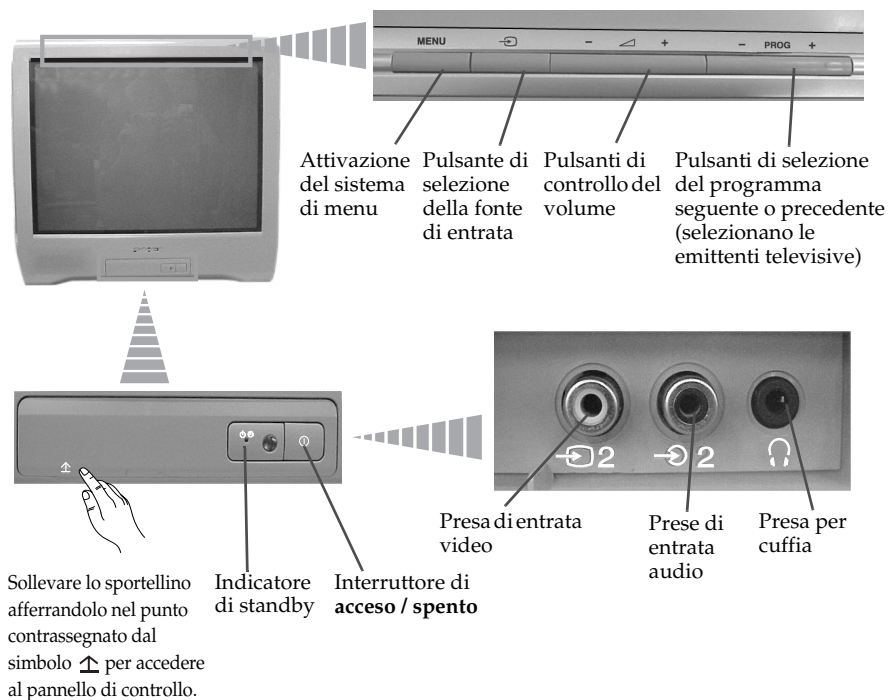 MENU - + - PROG +
Attivazione
del sistema
di menu
Pulsante di
selezione
della fonte
di entrata
Pulsanti di
controllo del
volume
Pulsanti di selezione
del programma
seguente o precedente
(selezionano le
emittenti televisive)
2 2
Presa di entrata
video
Prese di
entrata
audio
Presa per
cuffia
Sollevare lo sportellino
afferrandolo nel punto
contrassegnato dal
simbolo per accedere
al pannello di controllo.
Indicatore
di standby
Interruttore di
acceso / spento